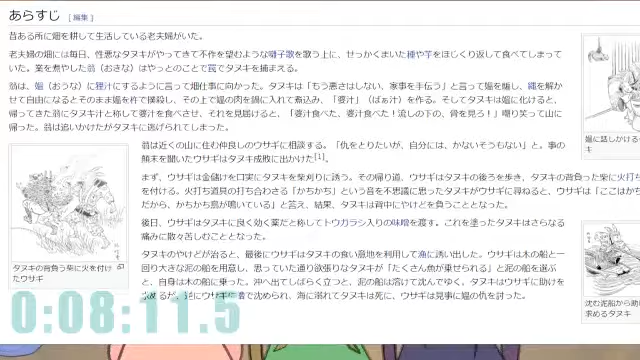 あらすじ [ 編集 ]
昔ある所に畑を耕して生活している老夫婦がいた。
老夫婦の畑には毎日、性悪なタヌキがやってきて不作を望むような囃子歌を歌う上に、せっかくまいた種や芋をほじくり返して食べてしまって
いた。業を煮やした翁（おきな）はやっとのことで罠でタヌキを捕まえる。
翁は、媼（おうな）に狸汁にするように言って畑仕事に向かった。タヌキは「もう悪さはしない、家事を手伝う」と言って媼を騙し、縄を解か
せて自由になるとそのまま媼を杵で撲殺し、その上で媼の肉を鍋に入れて煮込み、「婆汁」（ばぁ汁）を作る。そしてタヌキは媼に化けると、
帰ってきた翁にタヌキ汁と称して婆汁を食べさせ、それを見届けると、「婆汁食べた、婆汁食べた！流しの下の、骨を見ろ！」嘲り笑って山に
帰った。翁は追いかけたがタヌキに逃げられてしまった。
翁は近くの山に住む仲良しのウサギに相談する。「仇をとりたいが、自分には、かないそうもない」と。事の
顛末を聞いたウサギはタヌキ成敗に出かけた[1]。
まず、ウサギは金儲けを口実にタヌキを柴刈りに誘う。その帰り道、ウサギはタヌキの後ろを歩き、タヌキの背負った柴に火打ち
を付ける。火打ち道具の打ち合わさる「かちかち」という音を不思議に思ったタヌキがウサギに尋ねると、ウサギは「ここはか
だから、かちかち鳥が鳴いている」と答え、結果、タヌキは背中にやけどを負うこととなった。
後日、ウサギはタヌキに良く効く薬だと称してトウガラシ入りの味噌を渡す。これを塗ったタヌキはさらなる
痛みに散々苦しむこととなった。
タヌキのやけどが治ると、最後にウサギはタヌキの食い意地を利用して漁に誘い出した。ウサギは木の船と一
回り大きな泥の船を用意し、思っていた通り欲張りなタヌキが「たくさん魚が乗せられる」と泥の船を選ぶ
と、自身は木の船に乗った。沖へ出てしばらく立つと、泥の船は溶けて沈んでゆく。タヌキはウサギに助けを
求めるが、逆にウサギに で沈められ、海に溺れてタヌキは死に、ウサギは見事に媼の仇を討った。
タヌキの背負う柴に火を付け
たウサギ
媼に話しかける
キ
沈む泥船から助
求めるタヌキ
0:08:11.5